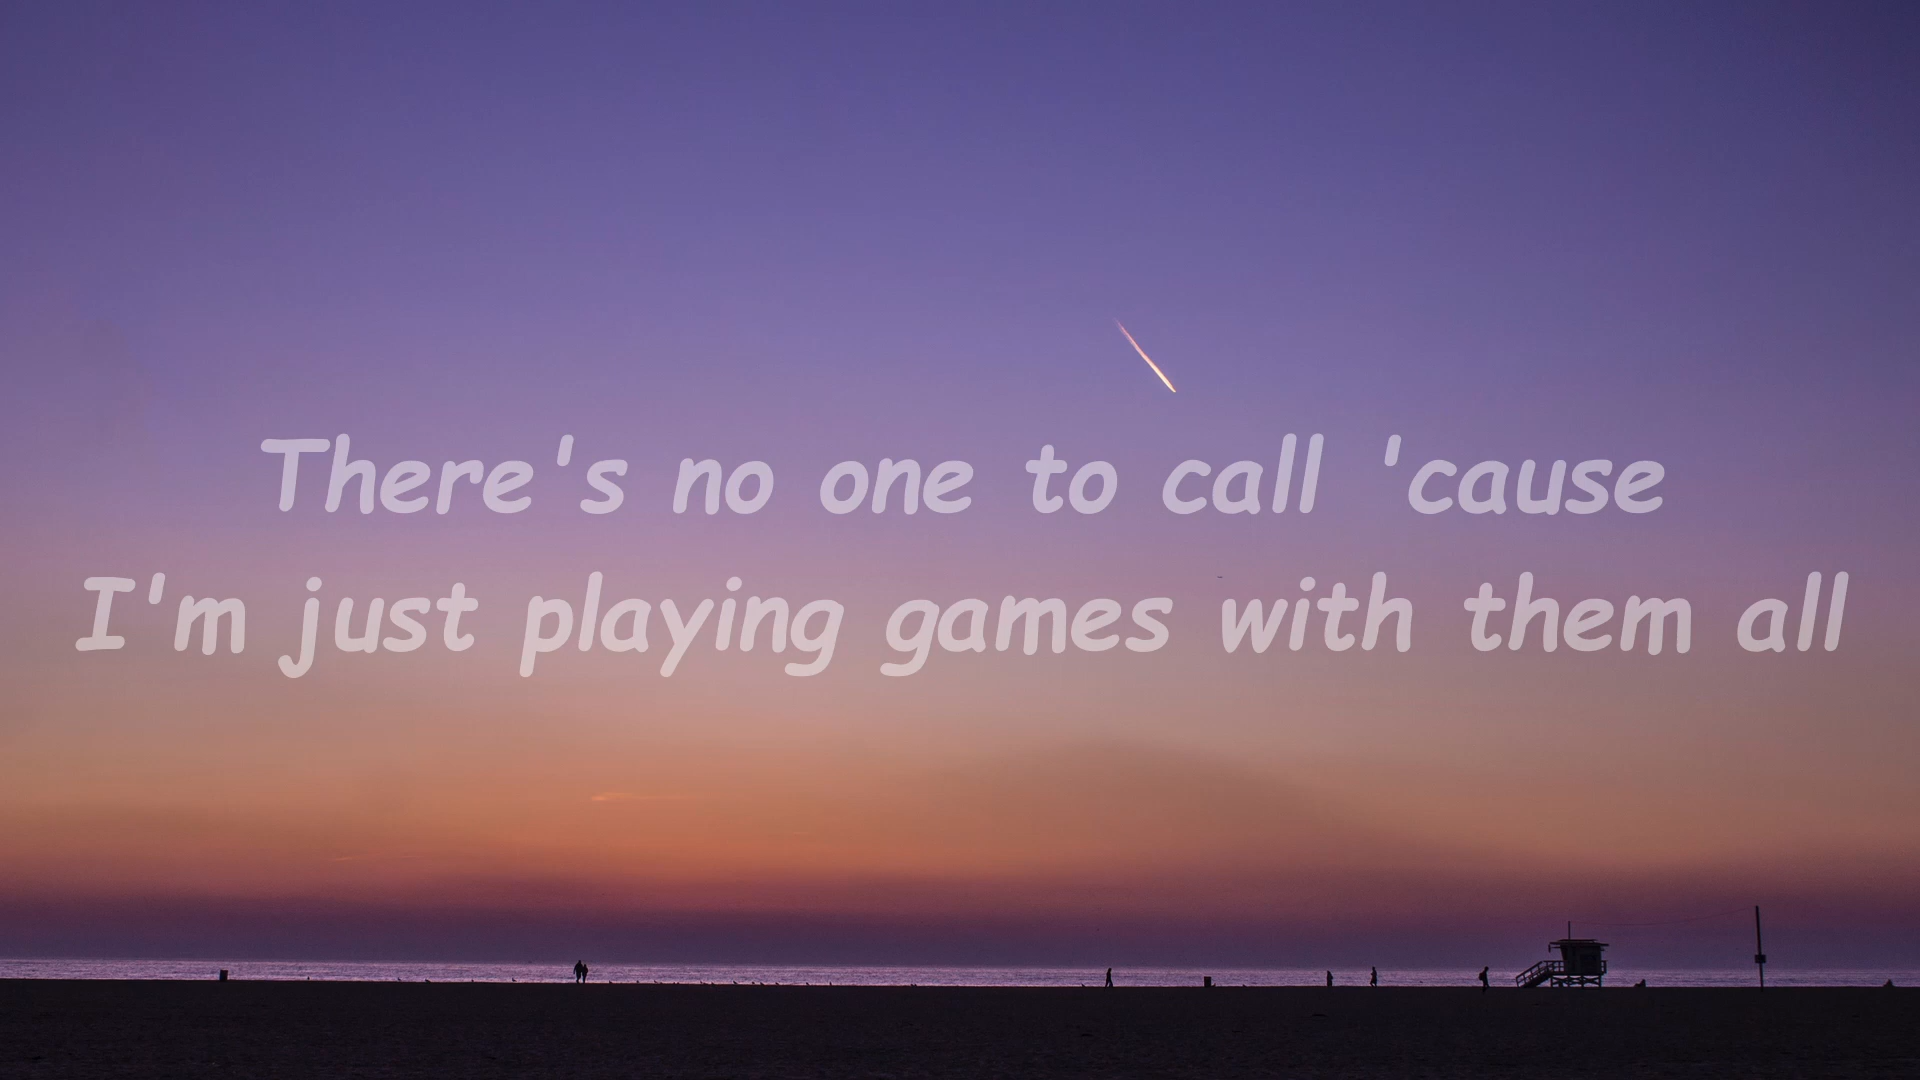 There's no one to call 'cause
I'm just playing games with them all